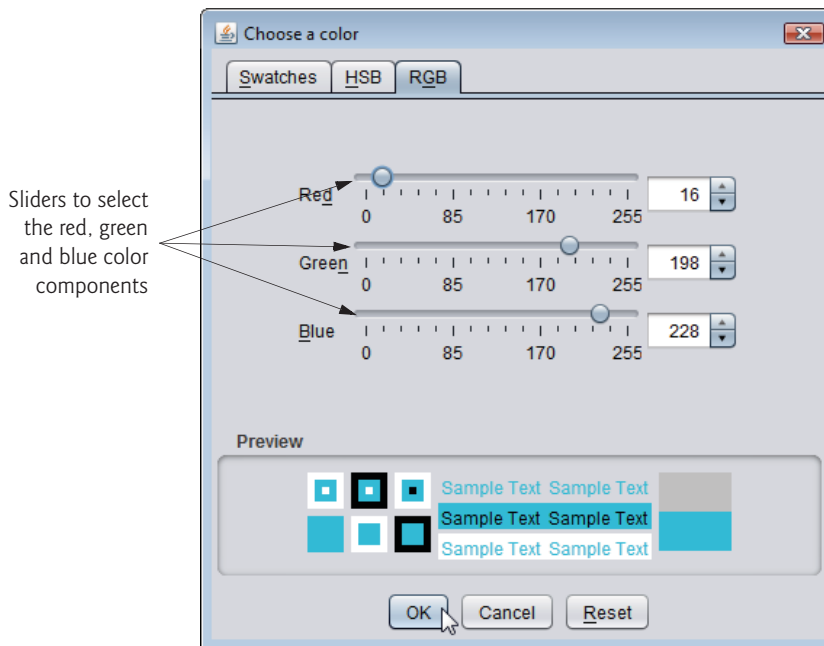 Choose a color
Swatches HSB RGB
Sliders to select
the red, green
and blue color
components
Red 16
0 85 170 255
Green 198
0 85 170 255
Blue 228
0 85 170 255
Preview
Sample Text Sample Text
Sample Text Sample Text
Sample Text Sample Text
OK Cancel Reset